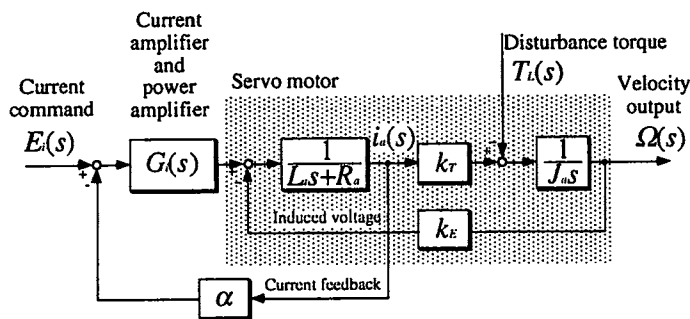 Current
amplifier
and
power
amplifier
Current
command
Servo motor
Disturbance torque
T_L(s)
Velocity
output
E_i(s)
i_a(s)
Ω(s)
G_i(s)
1
L_a s+R_a
k_T
1
J_a s
+
-
+
-
+
-
Induced voltage
k_E
Current feedback
α